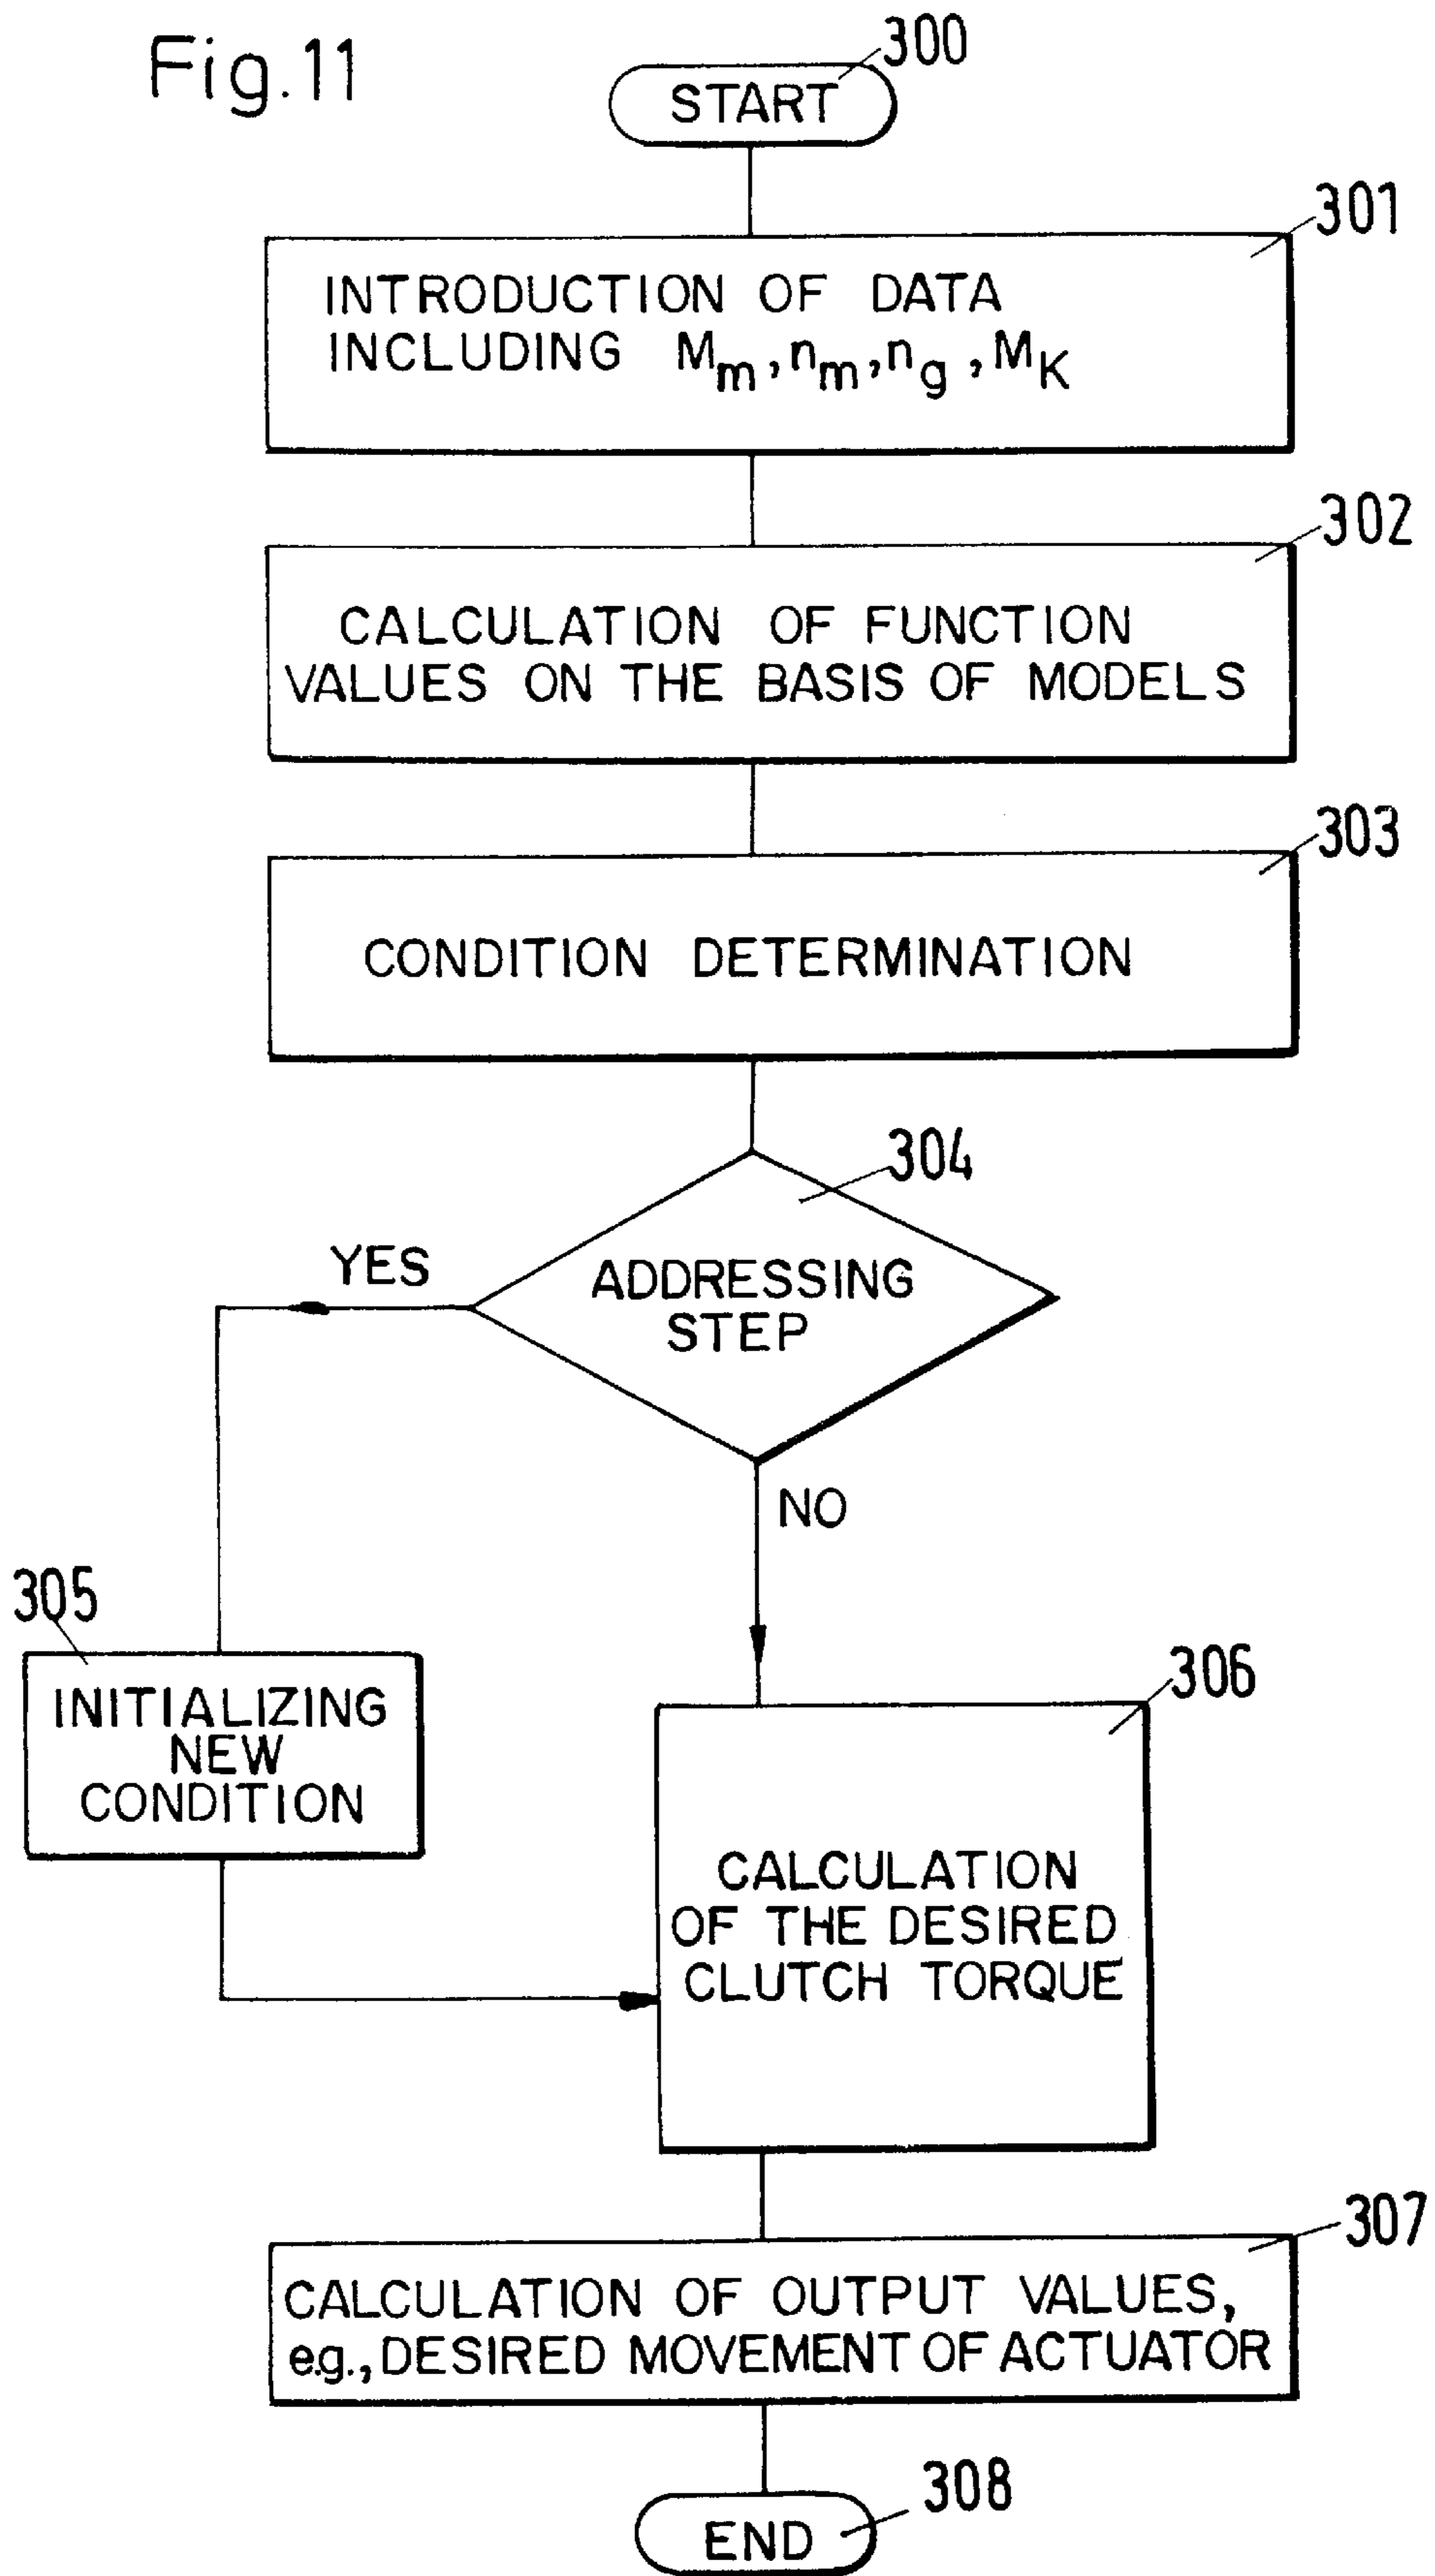 Fig.11
300
START
301
INTRODUCTION OF DATA
INCLUDING Mm, nm, ng, MK
302
CALCULATION OF FUNCTION
VALUES ON THE BASIS OF MODELS
303
CONDITION DETERMINATION
304
YES
ADDRESSING
STEP
NO
305
INITIALIZING
NEW
CONDITION
306
CALCULATION
OF THE DESIRED
CLUTCH TORQUE
307
CALCULATION OF OUTPUT VALUES,
e.g., DESIRED MOVEMENT OF ACTUATOR
308
END